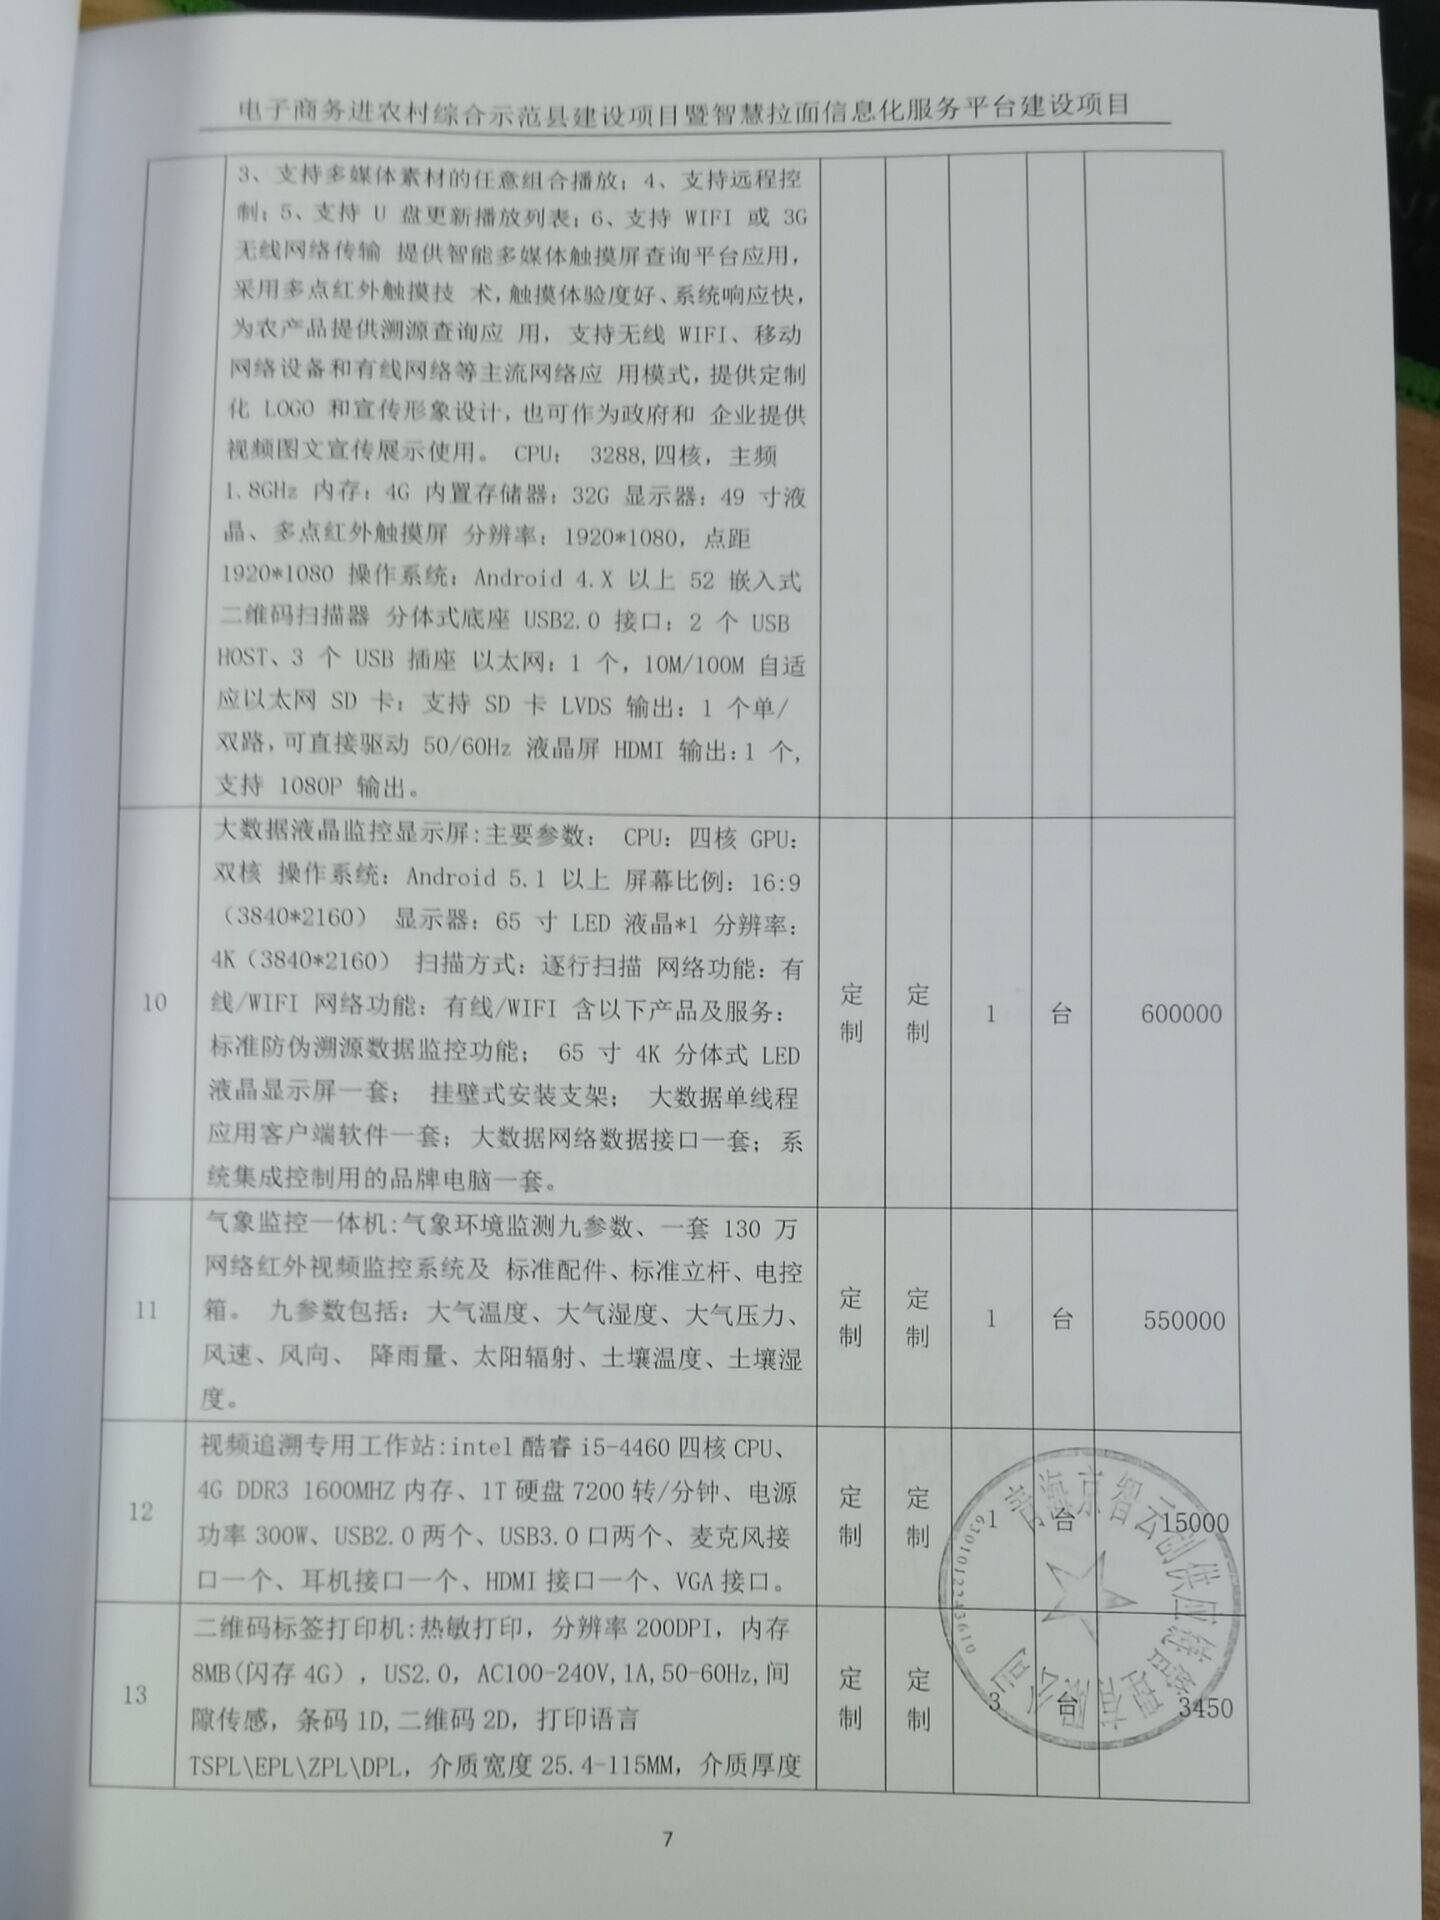 电子商务进农村综合示范县建设项目暨智慧拉面信息化服务平台建设项目
3、支持多媒体素材的任意组合播放；4、支持远程控
制；5、支持 U 盘更新播放列表；6、支持 WIFI 或 3G
无线网络传输 提供智能多媒体触摸屏查询平台应用，
采用多点红外触摸技 术，触摸体验度好、系统响应快，
为农产品提供溯源查询应 用，支持无线 WIFI、移动
网络设备和有线网络等主流网络应 用模式，提供定制
化 LOGO 和宣传形象设计，也可作为政府和 企业提供
视频图文宣传展示使用。 CPU： 3288,四核，主频
1.8GHz 内存：4G 内置存储器：32G 显示器：49 寸液
晶、多点红外触摸屏 分辨率：1920*1080，点距
1920*1080 操作系统：Android 4.X 以上 52 嵌入式
二维码扫描器 分体式底座 USB2.0 接口：2 个 USB
HOST、3 个 USB 插座 以太网：1 个，10M/100M 自适
应以太网 SD 卡：支持 SD 卡 LVDS 输出：1 个单/
双路，可直接驱动 50/60Hz 液晶屏 HDMI 输出：1 个，
支持 1080P 输出。
10
大数据液晶监控显示屏:主要参数： CPU：四核 GPU：
双核 操作系统：Android 5.1 以上 屏幕比例：16:9
（3840*2160） 显示器：65 寸 LED 液晶*1 分辨率：
4K（3840*2160） 扫描方式：逐行扫描 网络功能：有
线/WIFI 网络功能：有线/WIFI 含以下产品及服务：
标准防伪溯源数据监控功能； 65 寸 4K 分体式 LED
液晶显示屏一套； 挂壁式安装支架； 大数据单线程
应用客户端软件一套；大数据网络数据接口一套；系
统集成控制用的品牌电脑一套。
定制 定制 1 台 600000
11
气象监控一体机:气象环境监测九参数、一套 130 万
网络红外视频监控系统及 标准配件、标准立杆、电控
箱。 九参数包括：大气温度、大气湿度、大气压力、
风速、风向、 降雨量、太阳辐射、土壤温度、土壤湿
度。
定制 定制 1 台 550000
12
视频追溯专用工作站:intel 酷睿 i5-4460 四核 CPU、
4G DDR3 1600MHZ 内存、1T 硬盘 7200 转/分钟、电源
功率 300W、USB2.0 两个、USB3.0 口两个、麦克风接
口一个、耳机接口一个、HDMI 接口一个、VGA 接口。
定制 定制 1 台 15000
13
二维码标签打印机:热敏打印，分辨率 200DPI，内存
8MB(闪存 4G），US2.0，AC100-240V,1A,50-60Hz,间
隙传感，条码 1D,二维码 2D，打印语言
TSPL\EPL\ZPL\DPL，介质宽度 25.4-115MM，介质厚度
定制 定制 3 台 3450
青海京智云创供应链管理有限公司
6301012243610
7